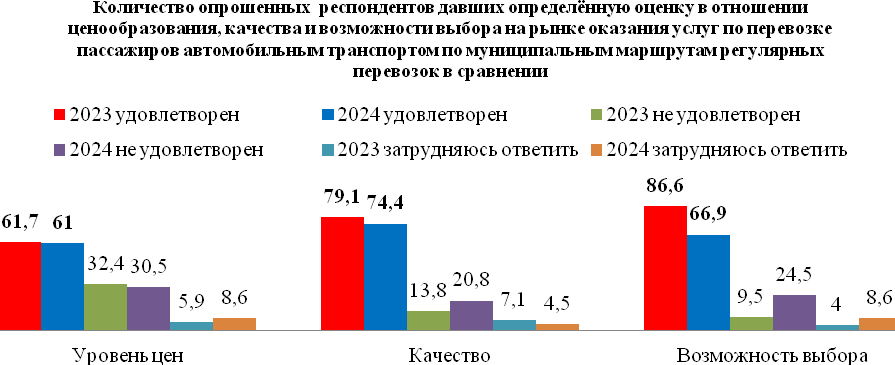 Количество опрошенных респондентов давших определённую оценку в отношении
ценообразования, качества и возможности выбора на рынке оказания услуг по перевозке
пассажиров автомобильным транспортом по муниципальным маршрутам регулярных
перевозок в сравнении
2023 удовлетворен 2024 удовлетворен 2023 не удовлетворен
2024 не удовлетворен 2023 затрудняюсь ответить 2024 затрудняюсь ответить
61,7 61 32,4 30,5 5,9 8,6
79,1 74,4 13,8 20,8 7,1 4,5
86,6 66,9 9,5 24,5 4 8,6
Уровень цен Качество Возможность выбора